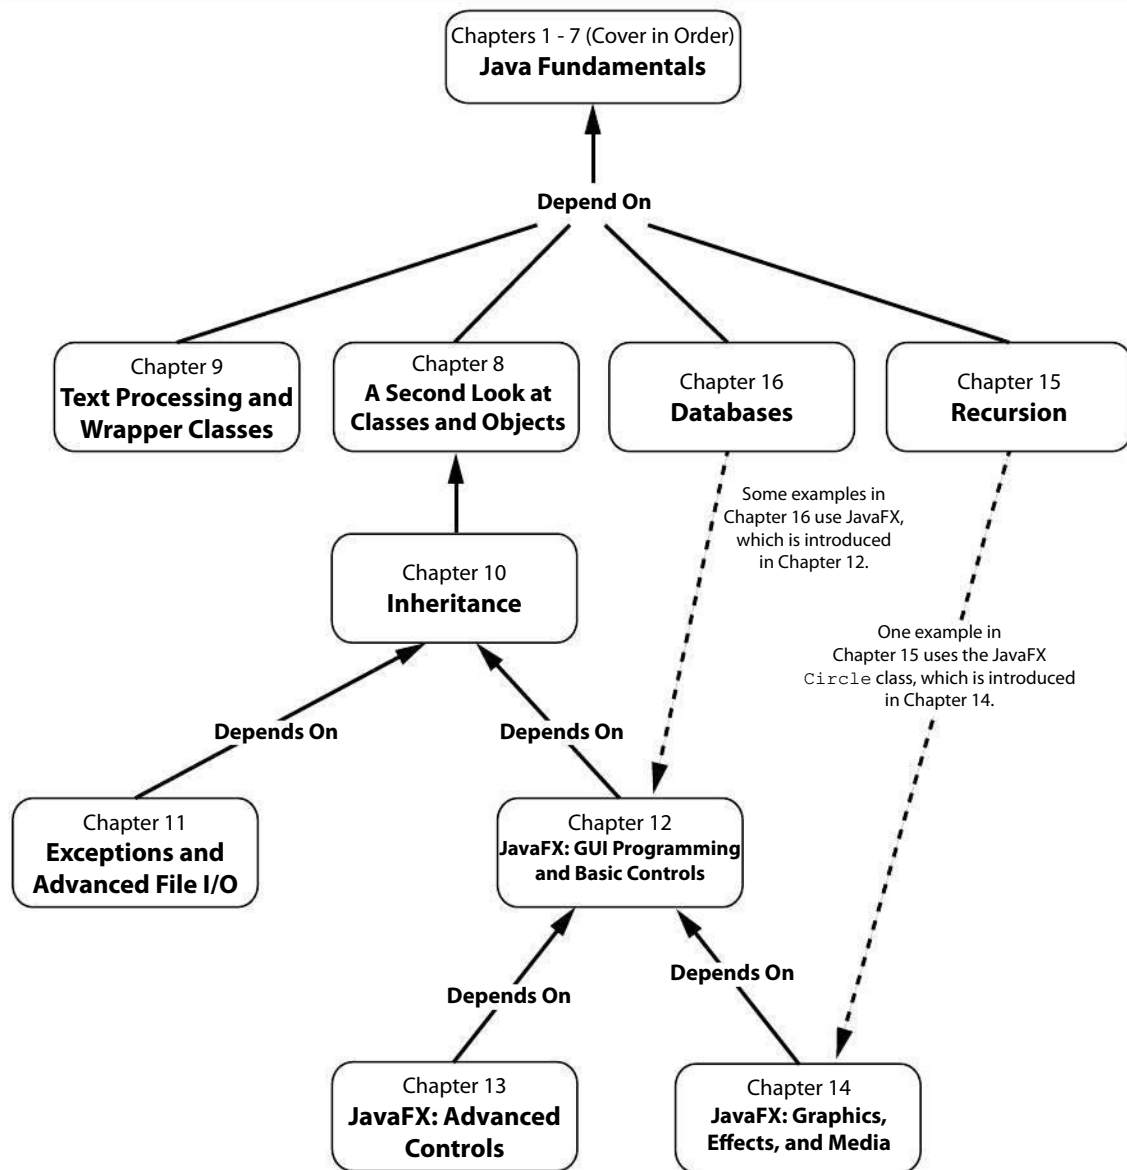 Chapters 1 - 7 (Cover in Order)
Java Fundamentals
Depend On
Chapter 9
Text Processing and
Wrapper Classes
Chapter 8
A Second Look at
Classes and Objects
Chapter 16
Databases
Chapter 15
Recursion
Some examples in
Chapter 16 use JavaFX,
which is introduced
in Chapter 12.
Chapter 10
Inheritance
One example in
Chapter 15 uses the JavaFX
Circle class, which is introduced
in Chapter 14.
Depends On
Depends On
Chapter 11
Exceptions and
Advanced File I/O
Chapter 12
JavaFX: GUI Programming
and Basic Controls
Depends On
Depends On
Chapter 13
JavaFX: Advanced
Controls
Chapter 14
JavaFX: Graphics,
Effects, and Media